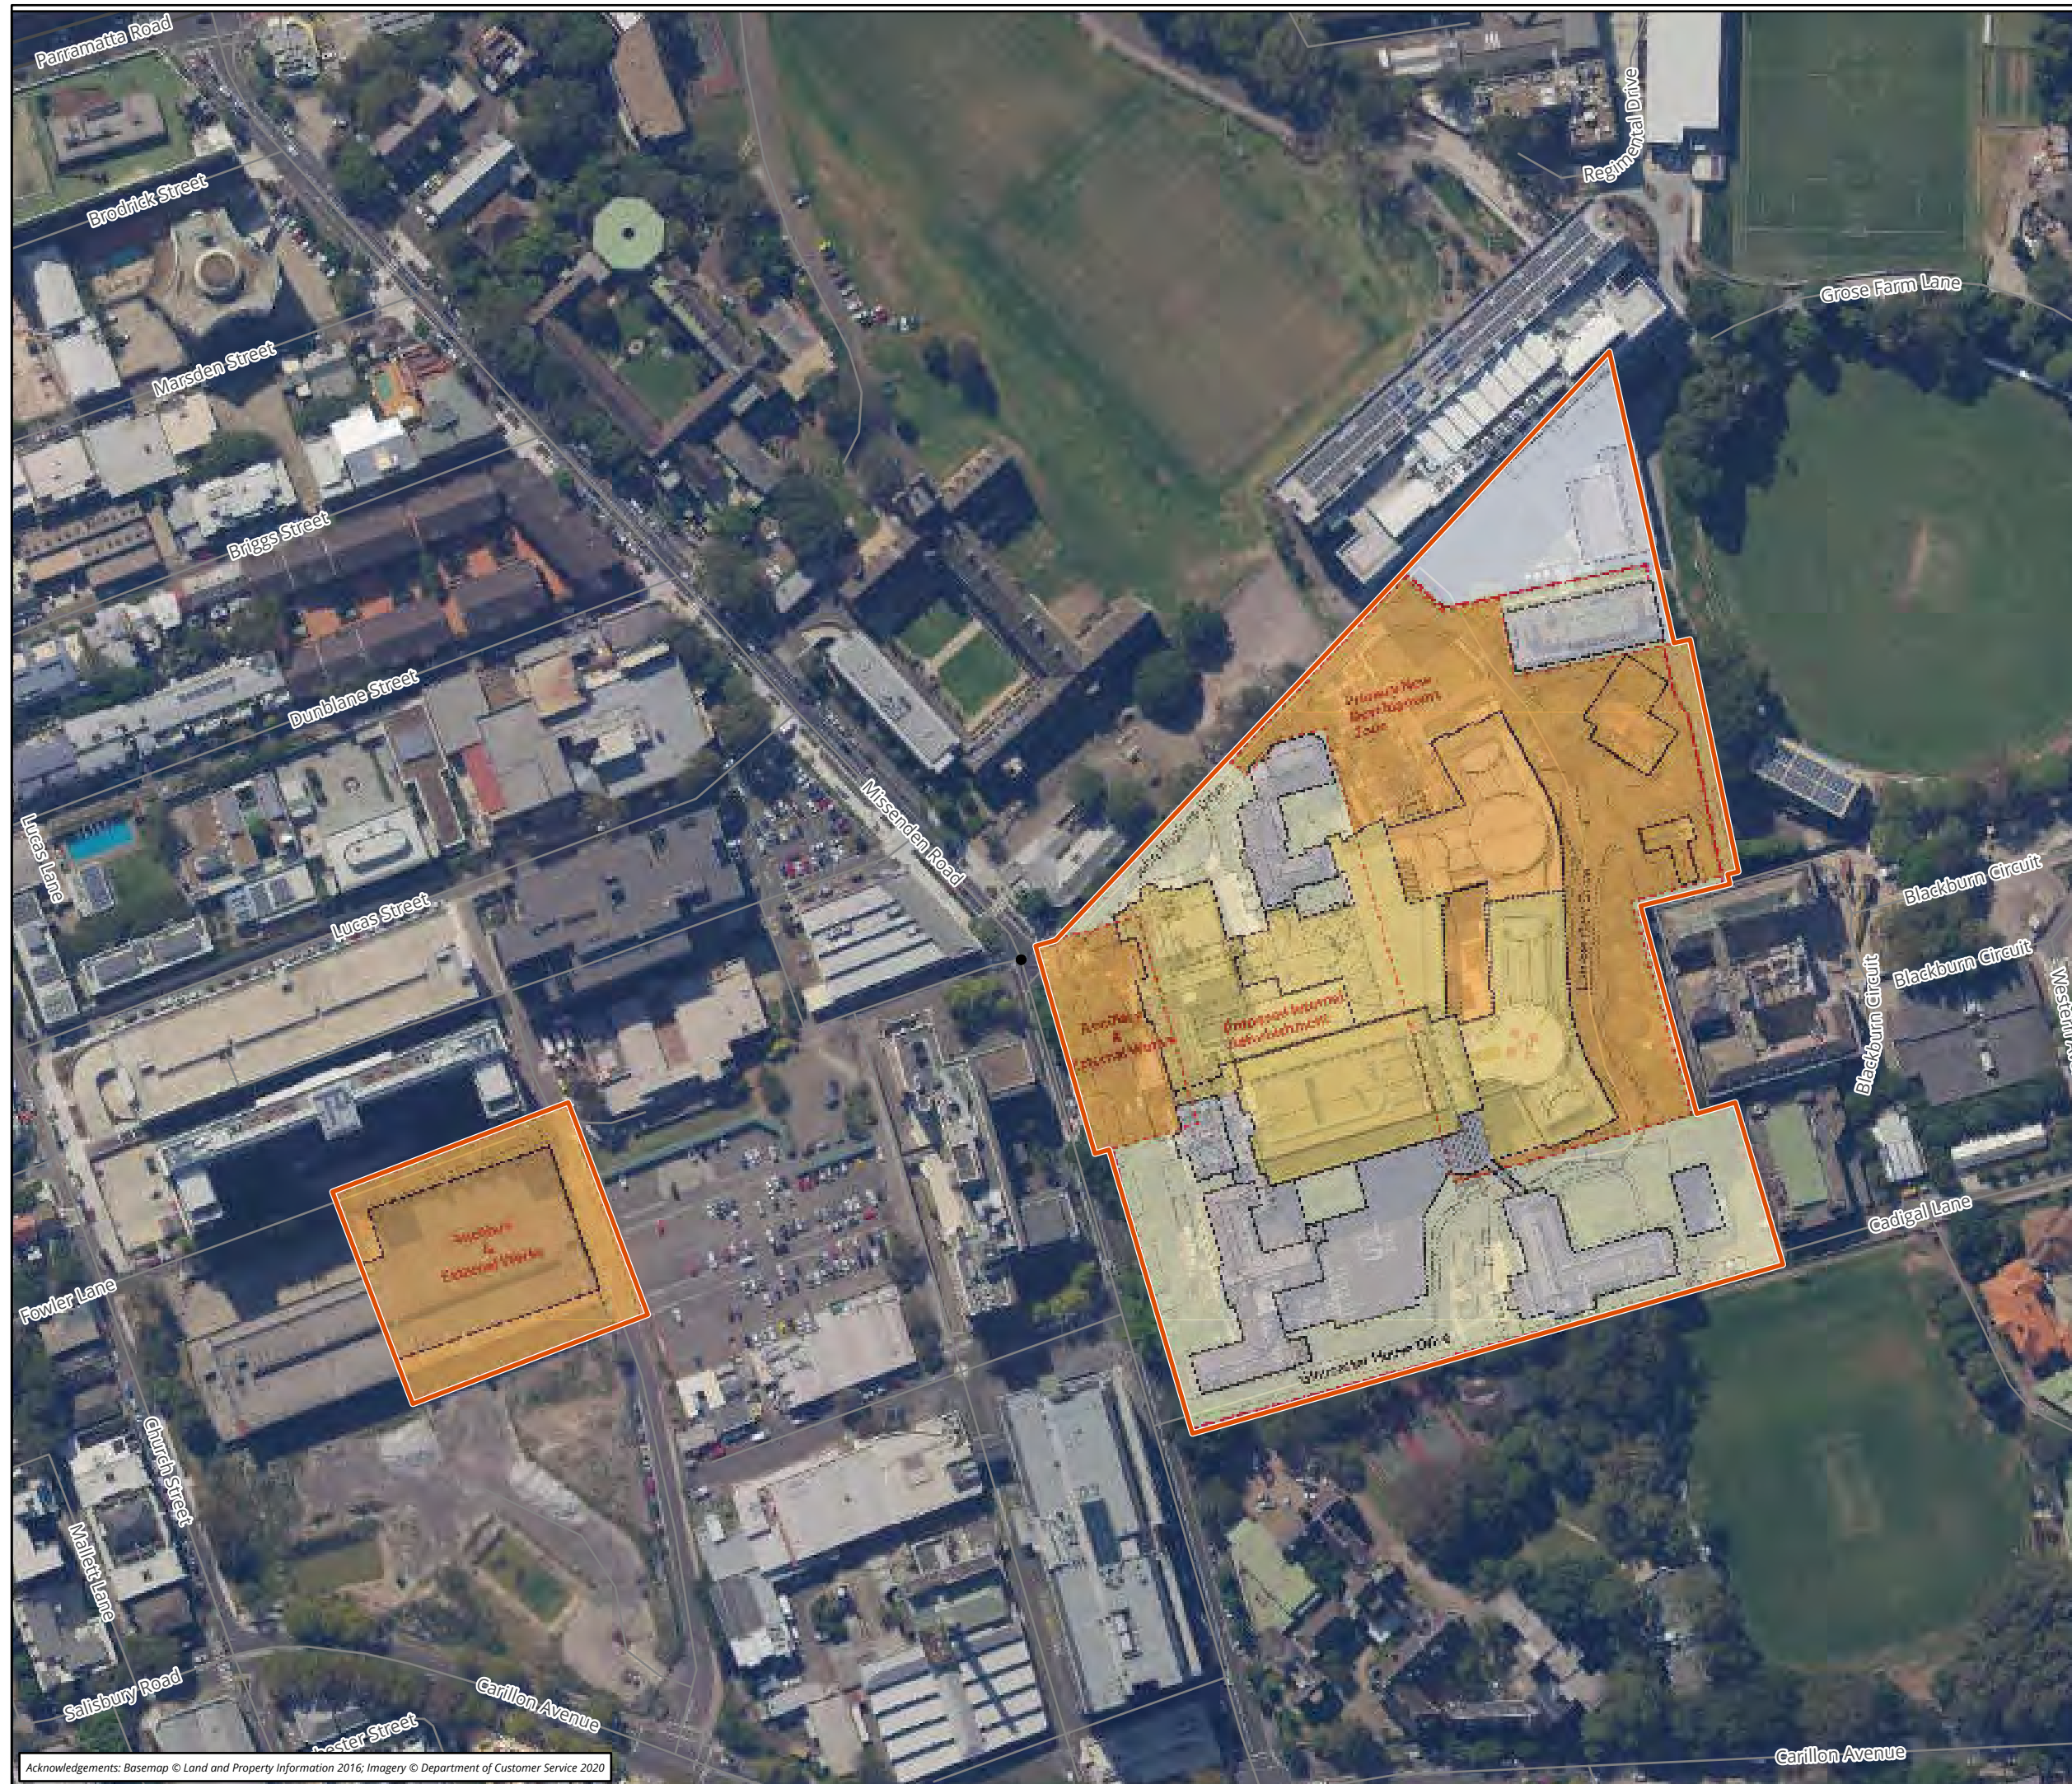 Parramatta Road
Regimental Drive
Brodrick Street
Grose Farm Lane
Marsden Street
Briggs Street
Primary New
Development
Zone
Dunblane Street
Missenden Road
Lucas Lane
Lucas Street
Blackburn Circuit
Blackburn Circuit
Blackburn Circuit
Ancillary
&
External Works
Proposed Internal
Refurbishment
Cadigal Lane
Ancillary
&
External Works
Fowler Lane
Gloucester House Drive
Church Street
Mallett Lane
Salisbury Road
Carillon Avenue
Carillon Avenue
Acknowledgements: Basemap © Land and Property Information 2016; Imagery © Department of Customer Service 2020